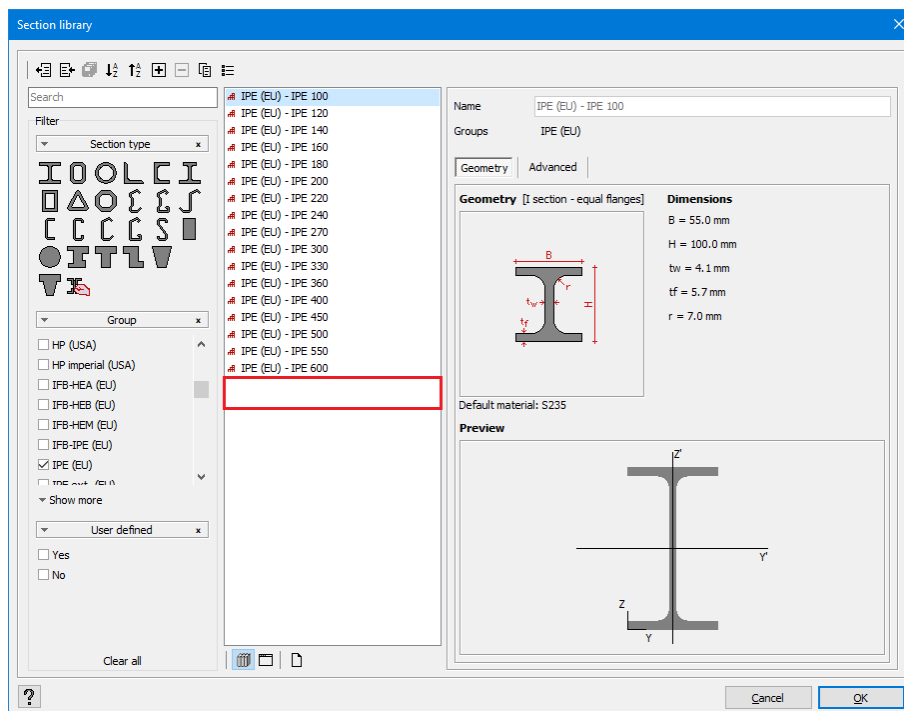 Section library
Search
Filter
Section type
Group
HP (USA)
HP imperial (USA)
IFB-HEA (EU)
IFB-HEB (EU)
IFB-HEM (EU)
IFB-IPE (EU)
IPE (EU)
IPE ext. (EU)
Show more
User defined
Yes
No
Clear all
IPE (EU) - IPE 100
IPE (EU) - IPE 120
IPE (EU) - IPE 140
IPE (EU) - IPE 160
IPE (EU) - IPE 180
IPE (EU) - IPE 200
IPE (EU) - IPE 220
IPE (EU) - IPE 240
IPE (EU) - IPE 270
IPE (EU) - IPE 300
IPE (EU) - IPE 330
IPE (EU) - IPE 360
IPE (EU) - IPE 400
IPE (EU) - IPE 450
IPE (EU) - IPE 500
IPE (EU) - IPE 550
IPE (EU) - IPE 600
Name IPE (EU) - IPE 100
Groups IPE (EU)
Geometry Advanced
Geometry [I section - equal flanges]
B
r
tw
H
tf
Dimensions
B = 55.0 mm
H = 100.0 mm
tw = 4.1 mm
tf = 5.7 mm
r = 7.0 mm
Default material: S235
Preview
Z'
Y'
Z
Y
? Cancel OK